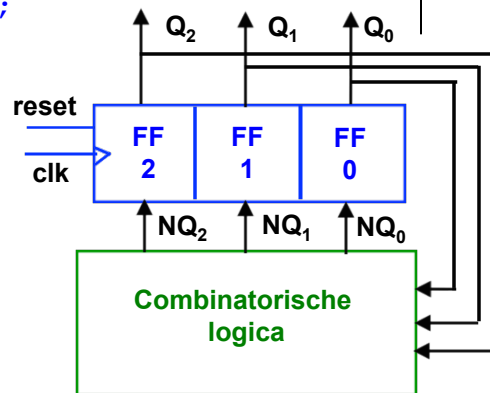 ;
Q2 Q1 Q0
reset
FF FF FF
2 1 0
clk
NQ2 NQ1 NQ0
Combinatorische
logica